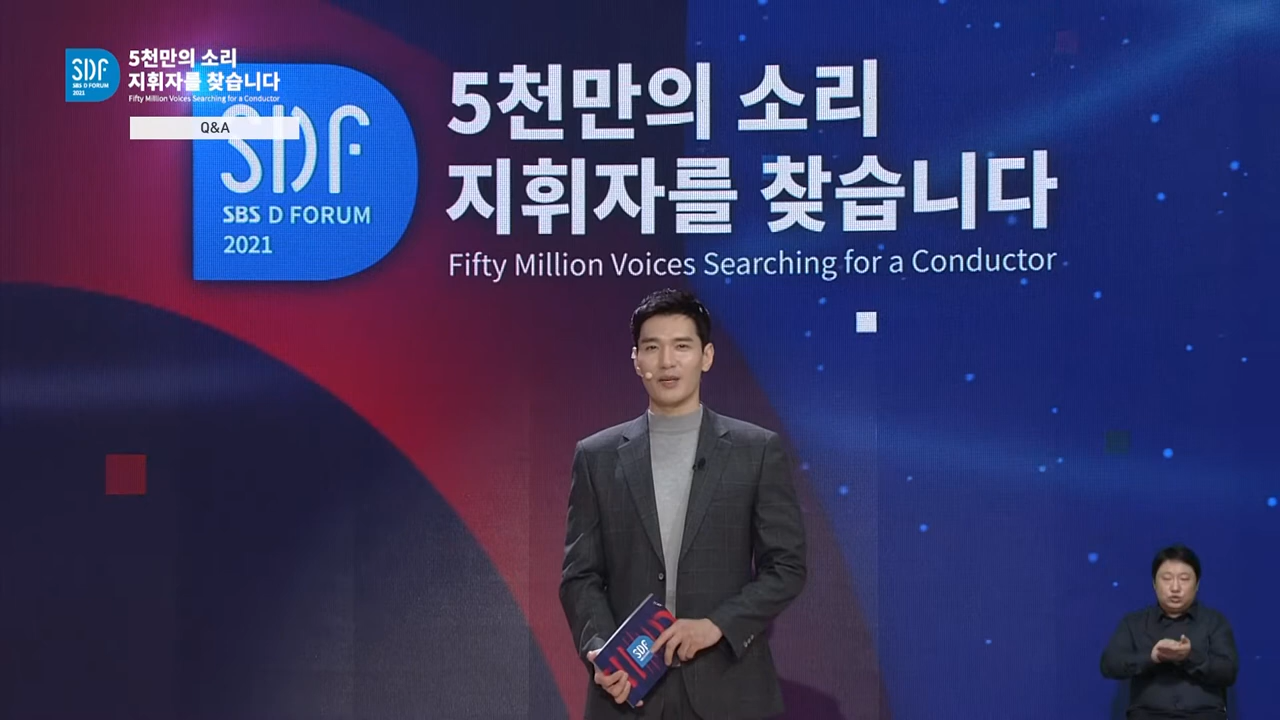 SDF
SBS D FORUM
2021
5천만의 소리
지휘자를 찾습니다
Fifty Million Voices Searching for a Conductor
Q&A
SDF
SBS D FORUM
2021
5천만의 소리
지휘자를 찾습니다
Fifty Million Voices Searching for a Conductor
SDF